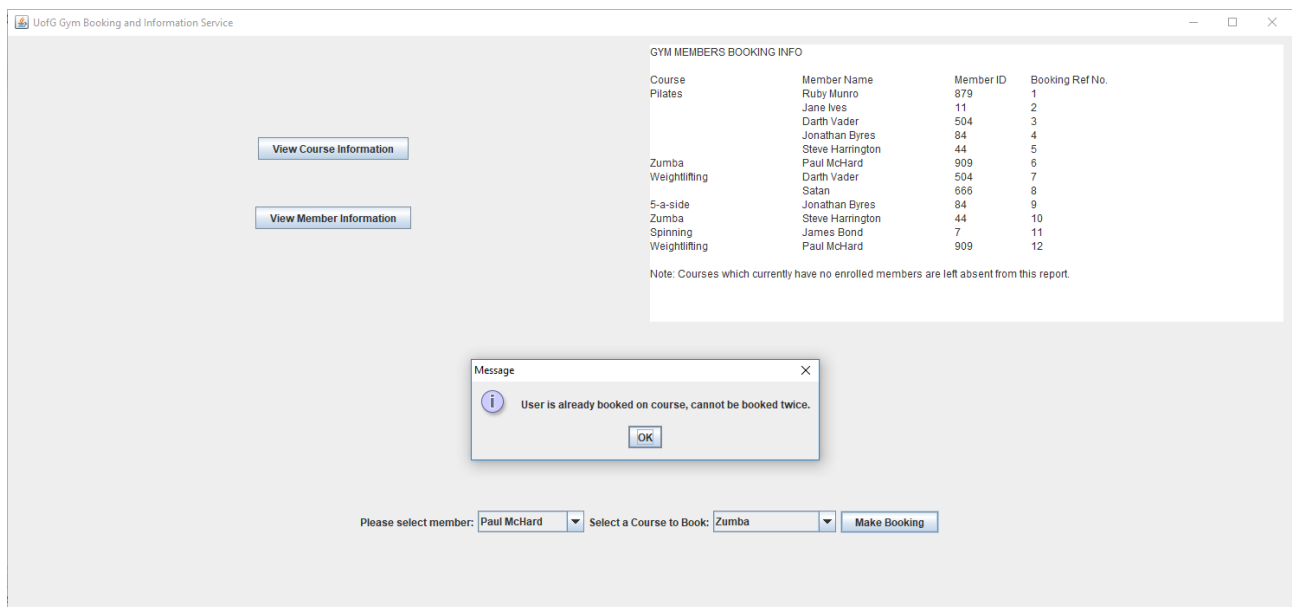 UofG Gym Booking and Information Service
View Course Information
View Member Information
GYM MEMBERS BOOKING INFO
Course Member Name Member ID Booking Ref No.
Pilates Ruby Munro 879 1
Jane Ives 11 2
Darth Vader 504 3
Jonathan Byres 84 4
Steve Harrington 44 5
Zumba Paul McHard 909 6
Weightlifting Darth Vader 504 7
Satan 666 8
5-a-side Jonathan Byres 84 9
Zumba Steve Harrington 44 10
Spinning James Bond 7 11
Weightlifting Paul McHard 909 12
Note: Courses which currently have no enrolled members are left absent from this report.
Message
User is already booked on course, cannot be booked twice.
OK
Please select member: Paul McHard Select a Course to Book: Zumba Make Booking